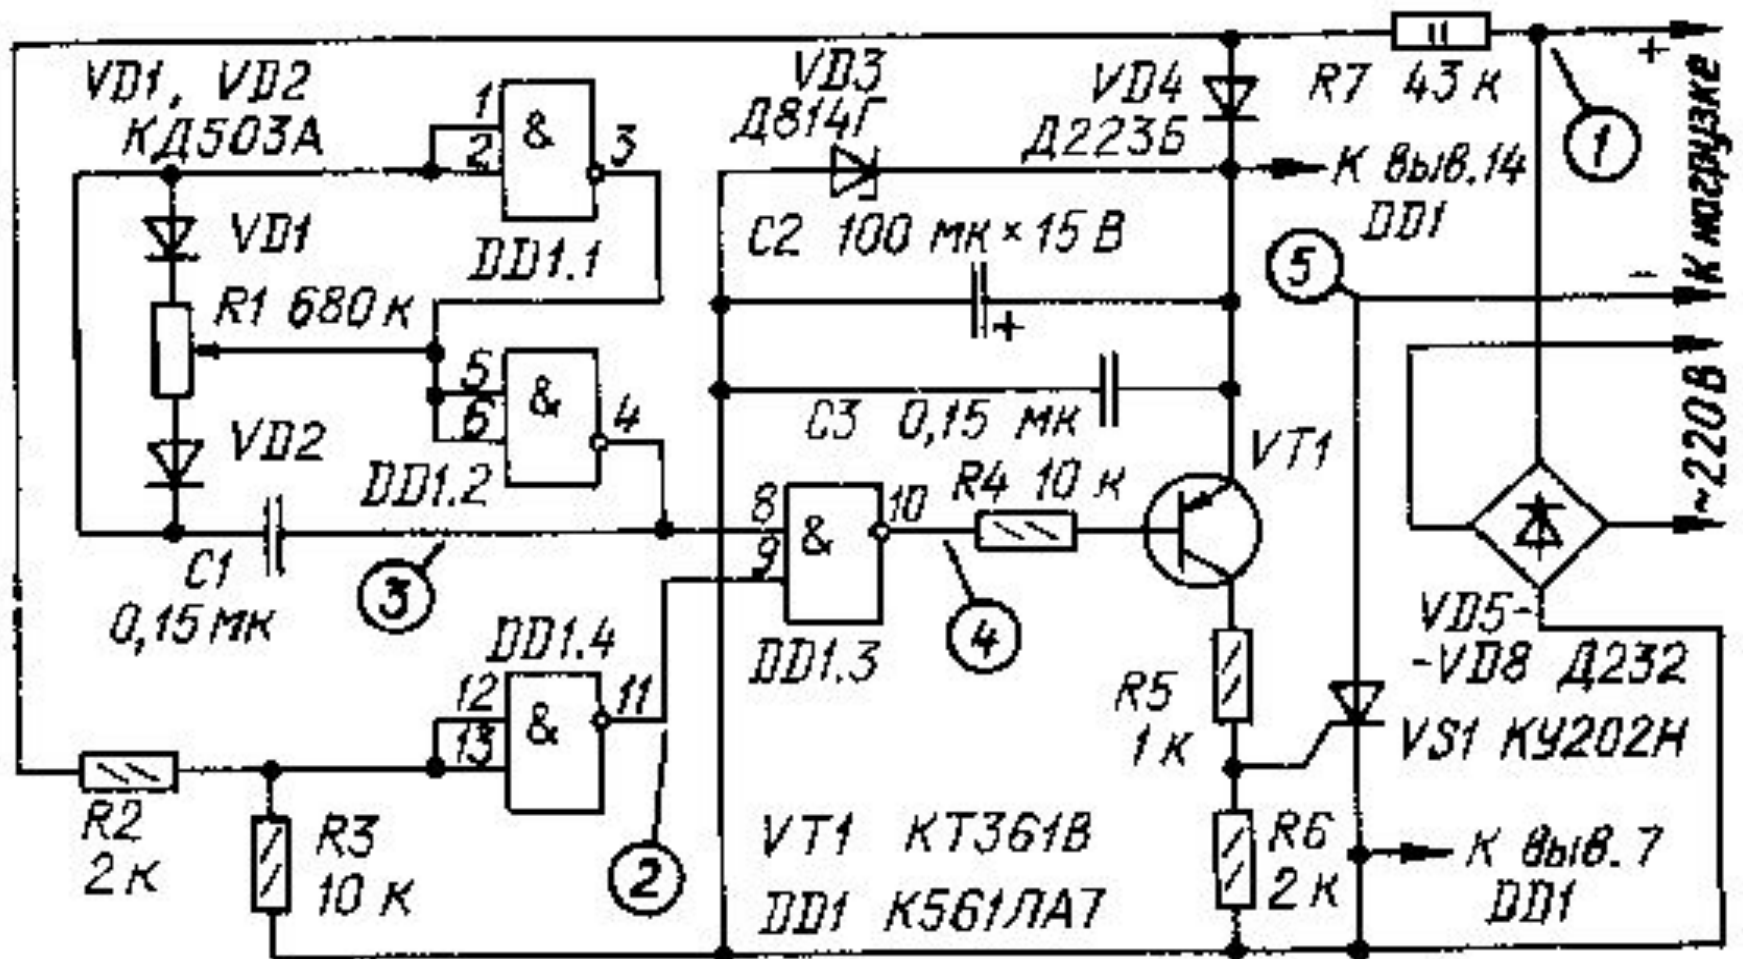 VD1, VD2
КД503А
1
2
&
3
DD1.1
VD3
Д814Г
VD4
Д223Б
R7 43 к
+
1
К выв.14
DD1
К нагрузке
-
5
VD1
R1 680 к
VD2
C2 100 мк × 15 В
+
5
6
&
4
DD1.2
C3 0,15 мк
VT1
~220В
C1
0,15 мк
3
8
9
&
10
DD1.3
R4 10 к
4
VD5-
-VD8 Д232
VS1 КУ202Н
DD1.4
12
13
&
11
R5
1 к
R2
2 к
R3
10 к
2
VT1 КТ361В
DD1 К561ЛА7
R6
2 к
К выв.7
DD1